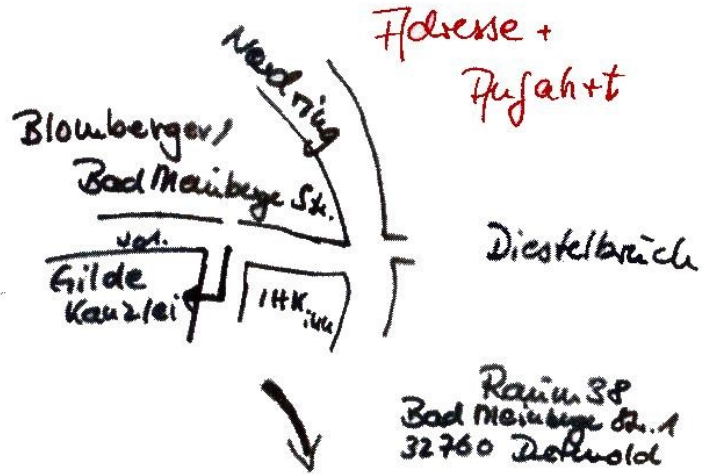 Adresse +
Anfahrt
Nordring
Blomberger/
Bad Meinberger Str.
Diestelbruch
Gilde
Kanzlei
IHK
Raum 38
Bad Meinberger Str. 1
32760 Detmold